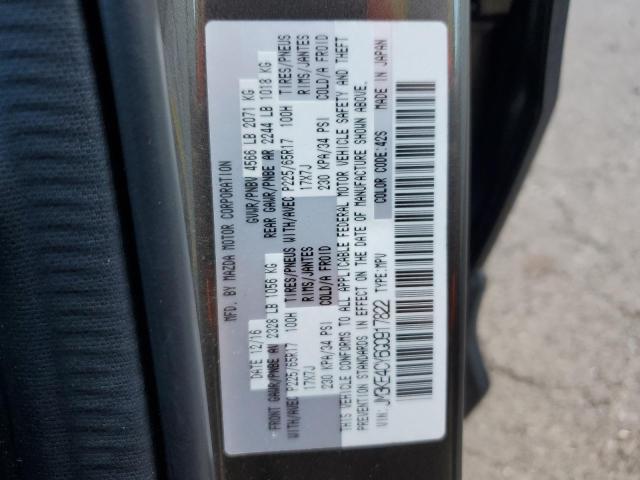 MFD. BY MAZDA MOTOR CORPORATION
DATE 12/16 GVWR/PNBV 4566 LB 2071 KG
FRONT GAWR/PNBE AV 2328 LB 1056 KG REAR GAWR/PNBE AR 2244 LB 1018 KG
WITH/AVEC P225/65R17 100H TIRES/PNEUS WITH/AVEC P225/65R17 100H TIRES/PNEUS
17X7J RIMS/JANTES 17X7J RIMS/JANTES
230 KPA/34 PSI COLD/A FROID 230 KPA/34 PSI COLD/A FROID
THIS VEHICLE CONFORMS TO ALL APPLICABLE FEDERAL MOTOR VEHICLE SAFETY AND THEFT
PREVENTION STANDARDS IN EFFECT ON THE DATE OF MANUFACTURE SHOWN ABOVE.
VIN: JM3KE4CY6G0917822 TYPE:MPV COLOR CODE:42S MADE IN JAPAN